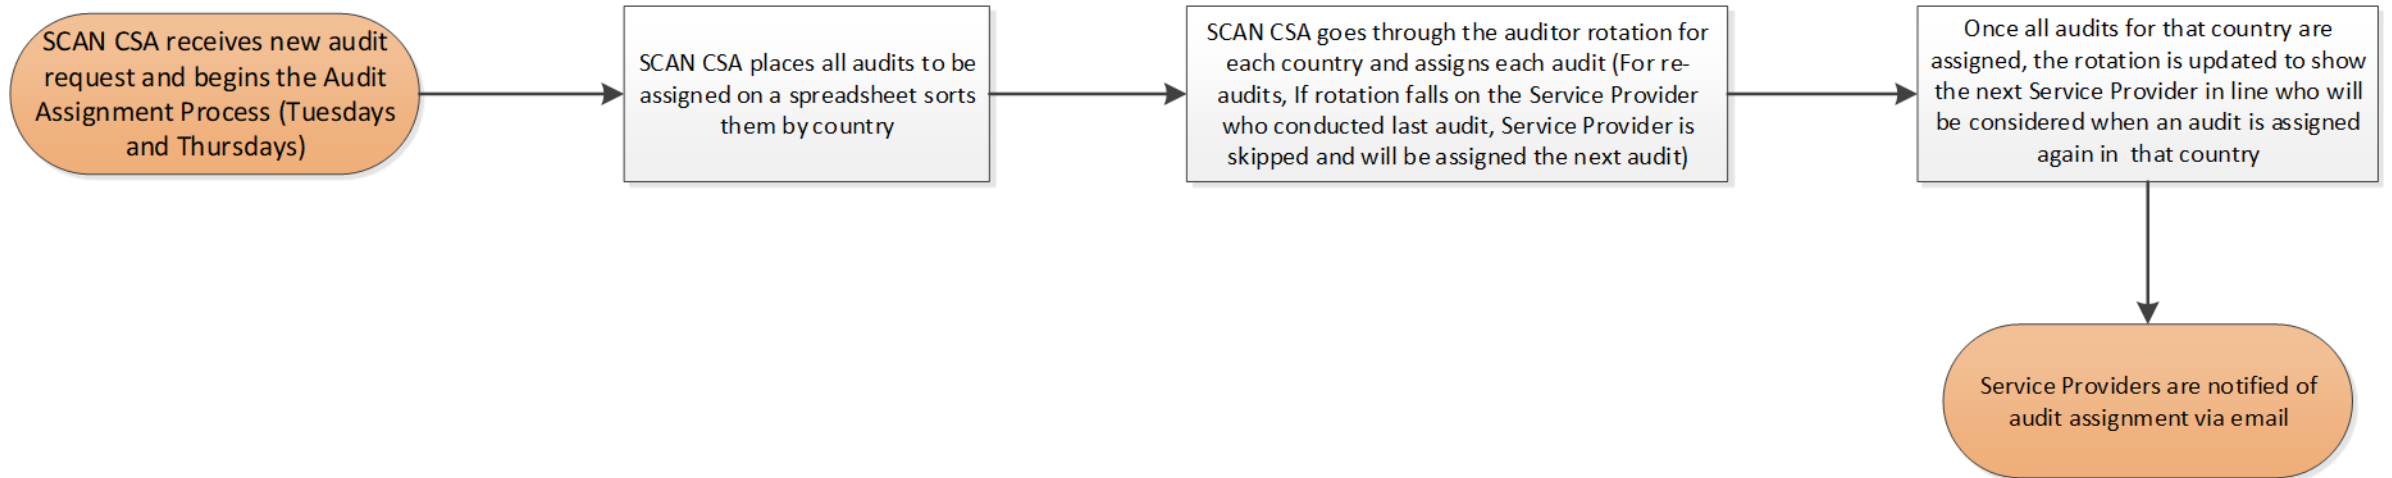 SCAN CSA receives new audit
request and begins the Audit
Assignment Process (Tuesdays
and Thursdays)
SCAN CSA places all audits to be
assigned on a spreadsheet sorts
them by country
SCAN CSA goes through the auditor rotation for
each country and assigns each audit (For re-
audits, If rotation falls on the Service Provider
who conducted last audit, Service Provider is
skipped and will be assigned the next audit)
Once all audits for that country are
assigned, the rotation is updated to show
the next Service Provider in line who will
be considered when an audit is assigned
again in that country
Service Providers are notified of
audit assignment via email